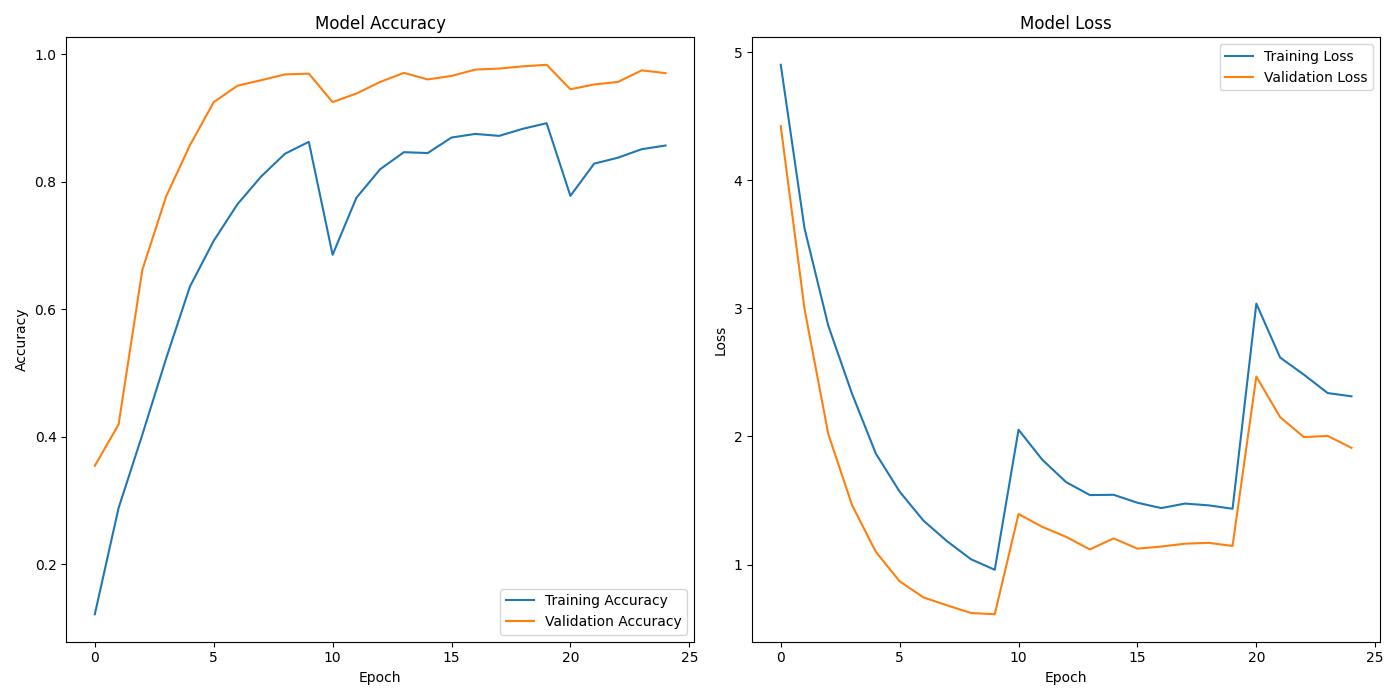 Model Accuracy
1.0
0.8
0.6
0.4
0.2
Accuracy
0
5
10
15
20
25
Epoch
Training Accuracy
Validation Accuracy
Model Loss
5
4
3
2
1
Loss
0
5
10
15
20
25
Epoch
Training Loss
Validation Loss